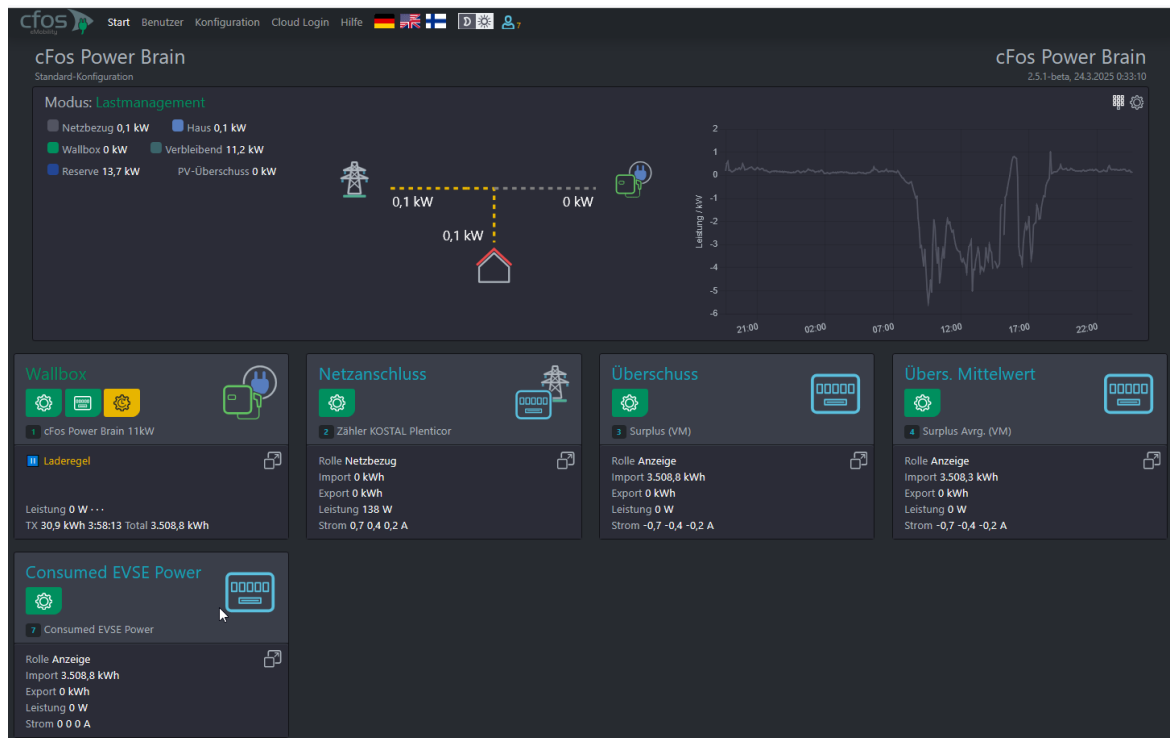 cfos eMobility Start Benutzer Konfiguration Cloud Login Hilfe D 7
cFos Power Brain
Standard-Konfiguration
cFos Power Brain
2.5.1-beta, 24.3.2025 0:33:10
Modus: Lastmanagement
Netzbezug 0,1 kW Haus 0,1 kW
Wallbox 0 kW Verbleibend 11,2 kW
Reserve 13,7 kW PV-Überschuss 0 kW
0,1 kW 0 kW
0,1 kW
Leistung / kW
2
1
0
-1
-2
-3
-4
-5
-6
21:00 02:00 07:00 12:00 17:00 22:00
Wallbox
1 cFos Power Brain 11kW
Laderegel
Leistung 0 W · · ·
TX 30,9 kWh 3:58:13 Total 3.508,8 kWh
Netzanschluss
2 Zähler KOSTAL Plenticor
Rolle Netzbezug
Import 0 kWh
Export 0 kWh
Leistung 138 W
Strom 0,7 0,4 0,2 A
Überschuss
3 Surplus (VM)
Rolle Anzeige
Import 3.508,8 kWh
Export 0 kWh
Leistung 0 W
Strom -0,7 -0,4 -0,2 A
Übers. Mittelwert
4 Surplus Avrg. (VM)
Rolle Anzeige
Import 3.508,3 kWh
Export 0 kWh
Leistung 0 W
Strom -0,7 -0,4 -0,2 A
Consumed EVSE Power
7 Consumed EVSE Power
Rolle Anzeige
Import 3.508,8 kWh
Export 0 kWh
Leistung 0 W
Strom 0 0 0 A